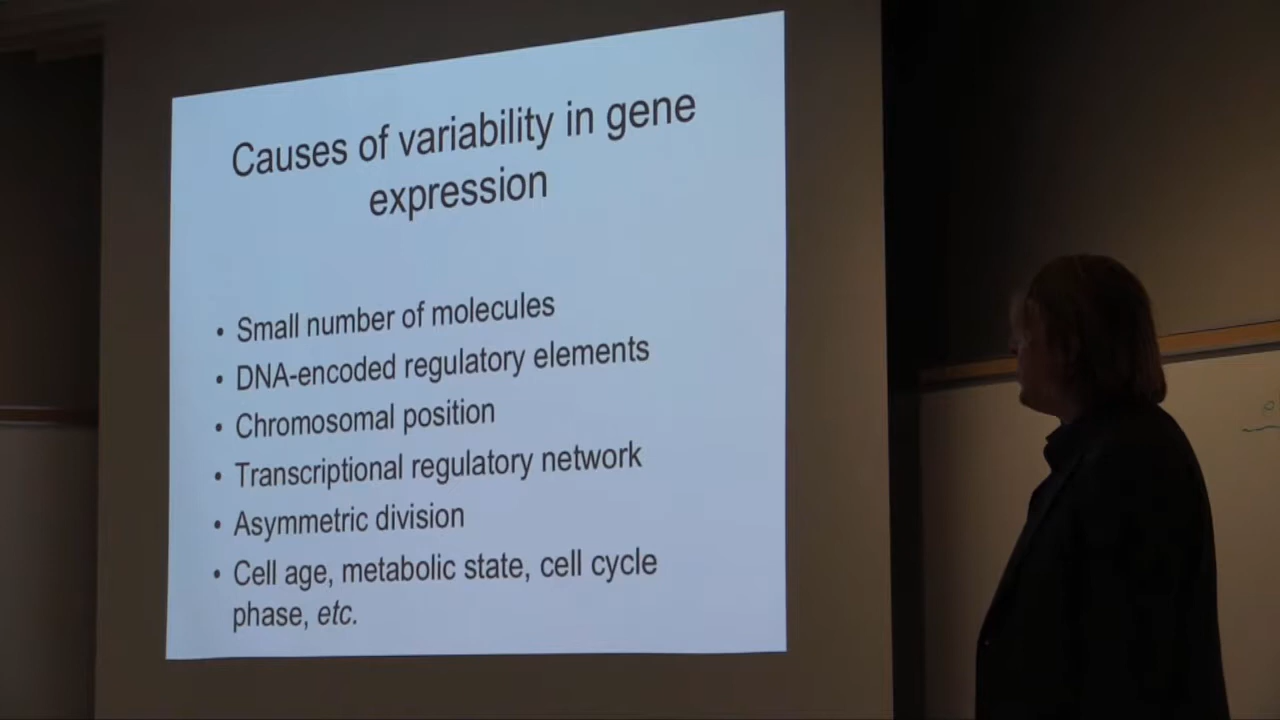 Causes of variability in gene
expression
• Small number of molecules
• DNA-encoded regulatory elements
• Chromosomal position
• Transcriptional regulatory network
• Asymmetric division
• Cell age, metabolic state, cell cycle
phase, etc.